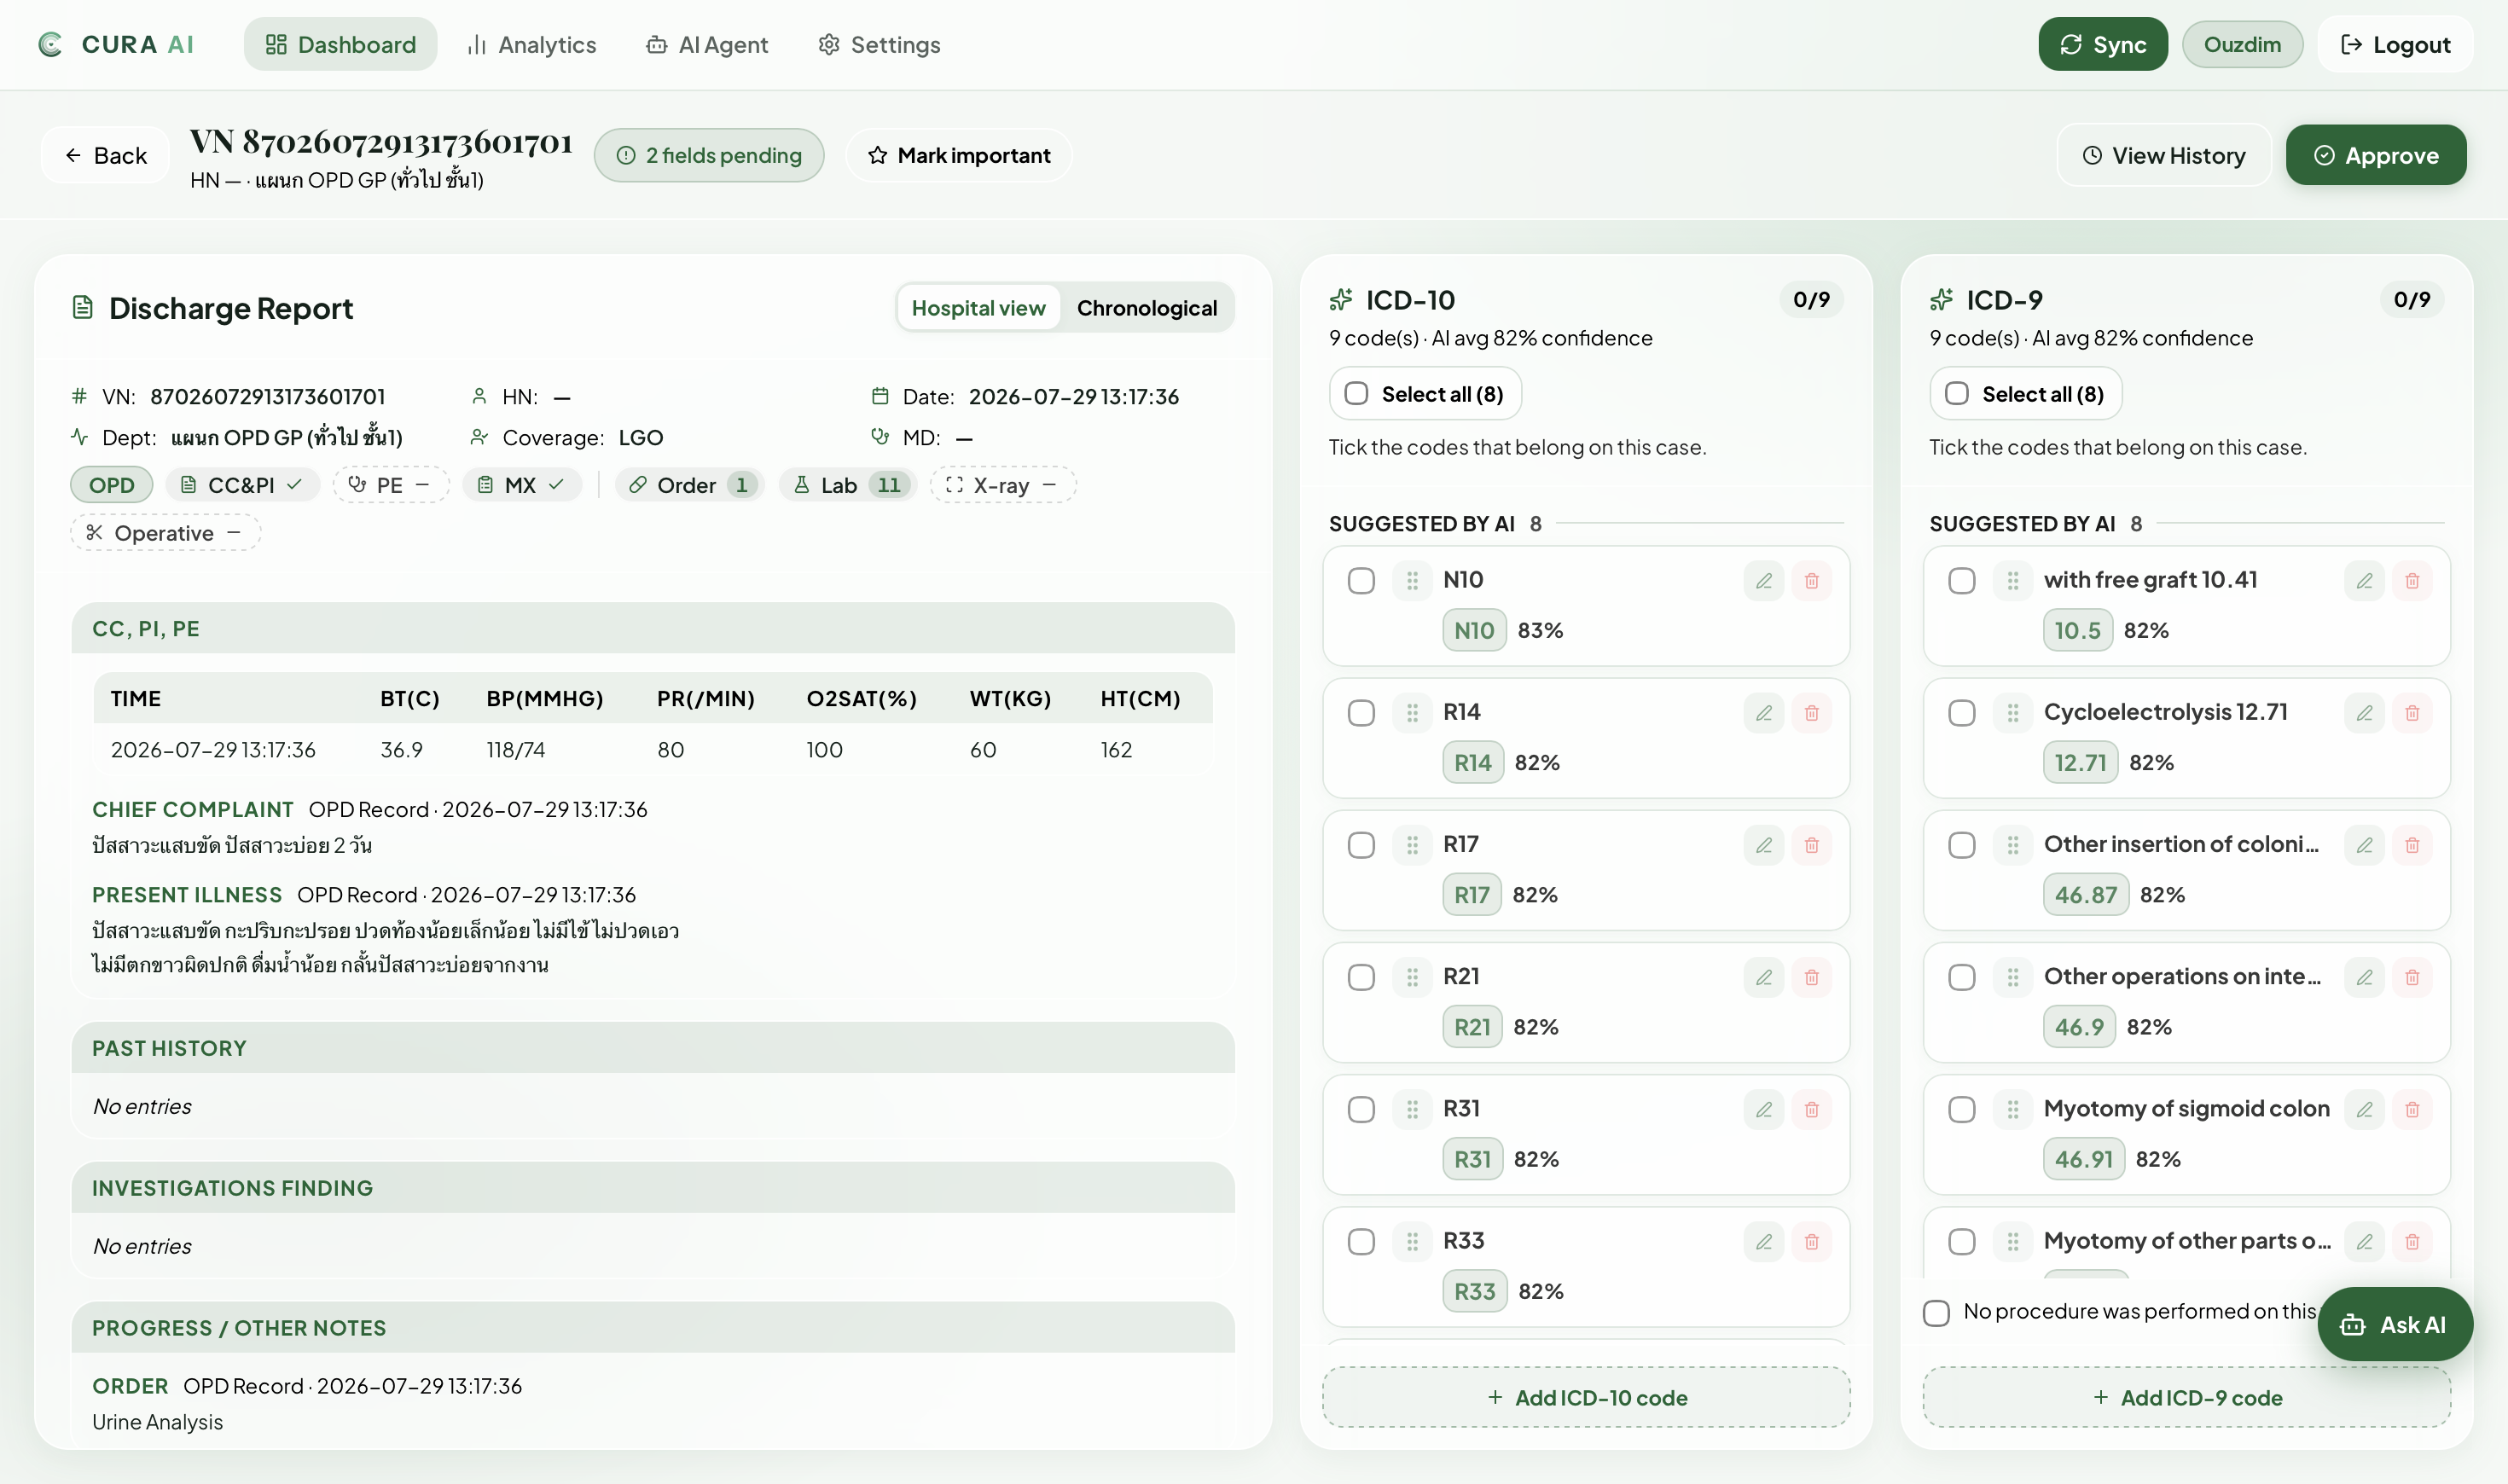 CURA AI
Dashboard
Analytics
AI Agent
Settings
Sync
Ouzdim
Logout
Back
VN 87026072913173601701
HN — · แผนก OPD GP (ทั่วไป ชั้น1)
2 fields pending
Mark important
View History
Approve
Discharge Report
Hospital view
Chronological
VN: 87026072913173601701
HN: —
Date: 2026-07-29 13:17:36
Dept: แผนก OPD GP (ทั่วไป ชั้น1)
Coverage: LGO
MD: —
OPD
CC&PI
PE —
MX
Order 1
Lab 11
X-ray —
Operative —
CC, PI, PE
TIME BT(C) BP(MMHG) PR(/MIN) O2SAT(%) WT(KG) HT(CM)
2026-07-29 13:17:36 36.9 118/74 80 100 60 162
CHIEF COMPLAINT OPD Record · 2026-07-29 13:17:36
ปัสสาวะแสบขัด ปัสสาวะบ่อย 2 วัน
PRESENT ILLNESS OPD Record · 2026-07-29 13:17:36
ปัสสาวะแสบขัด กะปริบกะปรอย ปวดท้องน้อยเล็กน้อย ไม่มีไข้ ไม่ปวดเอว
ไม่มีตกขาวผิดปกติ ดื่มน้ำน้อย กลั้นปัสสาวะบ่อยจากงาน
PAST HISTORY
No entries
INVESTIGATIONS FINDING
No entries
PROGRESS / OTHER NOTES
ORDER OPD Record · 2026-07-29 13:17:36
Urine Analysis
ICD-10
0/9
9 code(s) · AI avg 82% confidence
Select all (8)
Tick the codes that belong on this case.
SUGGESTED BY AI 8
N10
N10 83%
R14
R14 82%
R17
R17 82%
R21
R21 82%
R31
R31 82%
R33
R33 82%
+ Add ICD-10 code
ICD-9
0/9
9 code(s) · AI avg 82% confidence
Select all (8)
Tick the codes that belong on this case.
SUGGESTED BY AI 8
with free graft 10.41
10.5 82%
Cycloelectrolysis 12.71
12.71 82%
Other insertion of coloni...
46.87 82%
Other operations on inte...
46.9 82%
Myotomy of sigmoid colon
46.91 82%
Myotomy of other parts o...
No procedure was performed on this
Ask AI
+ Add ICD-9 code